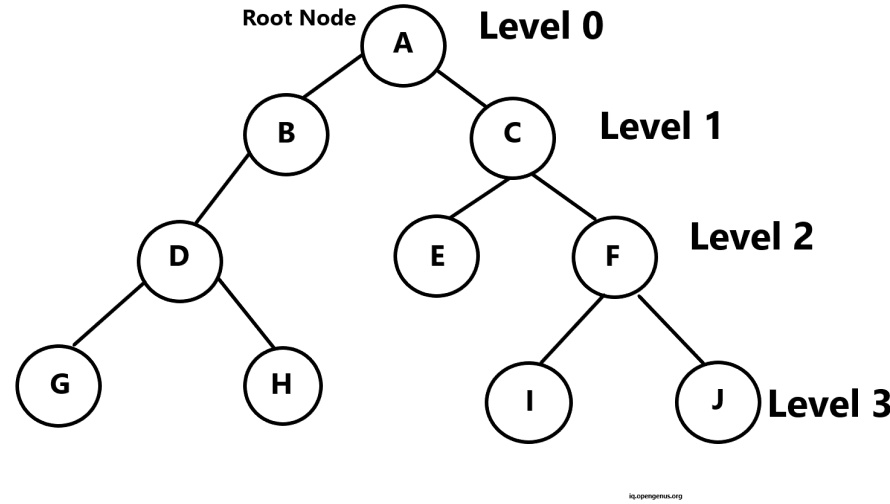 Root Node
A
Level 0
B
C
Level 1
D
E
F
Level 2
G
H
I
J
Level 3
iq.opengenus.org